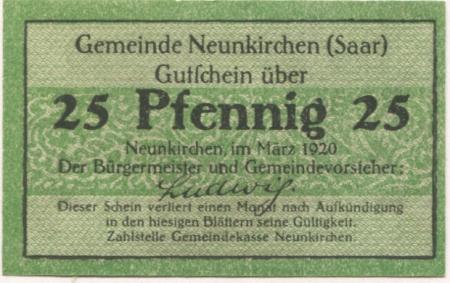 Gemeinde Neunkirchen (Saar)
Gutschein über
25 Pfennig 25
Neunkirchen, im März 1920
Der Bürgermeister und Gemeindevorsteher:
Ludwig.
Dieser Schein verliert einen Monat nach Aufkündigung
in den hiesigen Blättern seine Gültigkeit.
Zahlstelle Gemeindekasse Neunkirchen.